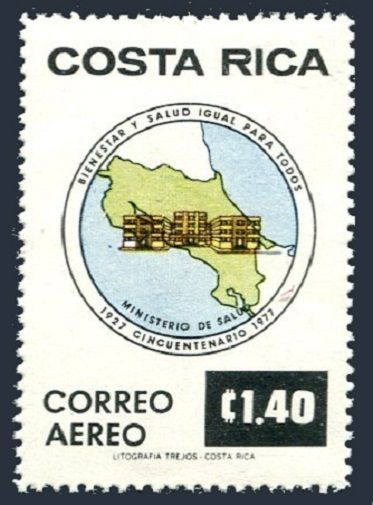 COSTA RICA
BIENESTAR Y SALUD IGUAL PARA TODOS
MINISTERIO DE SALUD
1927 CINCUENTENARIO 1977
CORREO
AEREO
₡1.40
LITOGRAFIA TREJOS - COSTA RICA